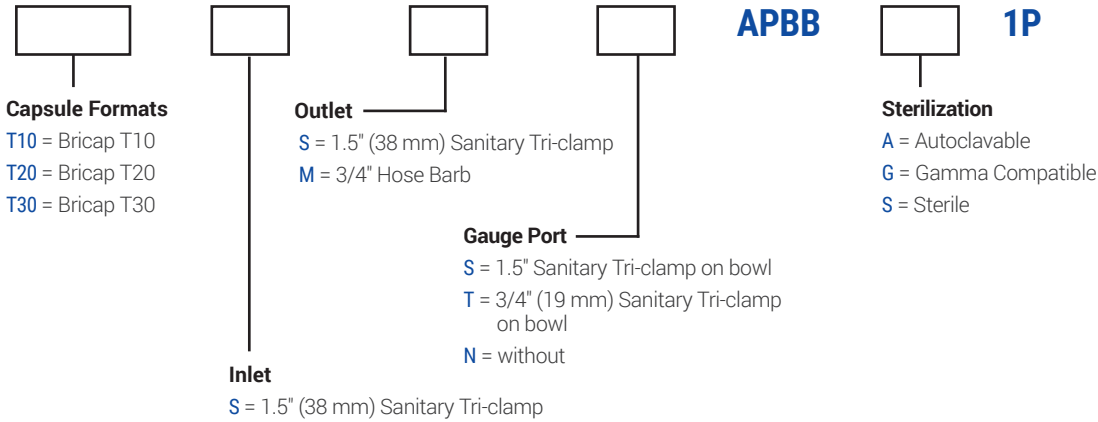 APBB 1P
Capsule Formats
T10 = Bricap T10
T20 = Bricap T20
T30 = Bricap T30
Outlet
S = 1.5" (38 mm) Sanitary Tri-clamp
M = 3/4" Hose Barb
Sterilization
A = Autoclavable
G = Gamma Compatible
S = Sterile
Gauge Port
S = 1.5" Sanitary Tri-clamp on bowl
T = 3/4" (19 mm) Sanitary Tri-clamp
on bowl
N = without
Inlet
S = 1.5" (38 mm) Sanitary Tri-clamp